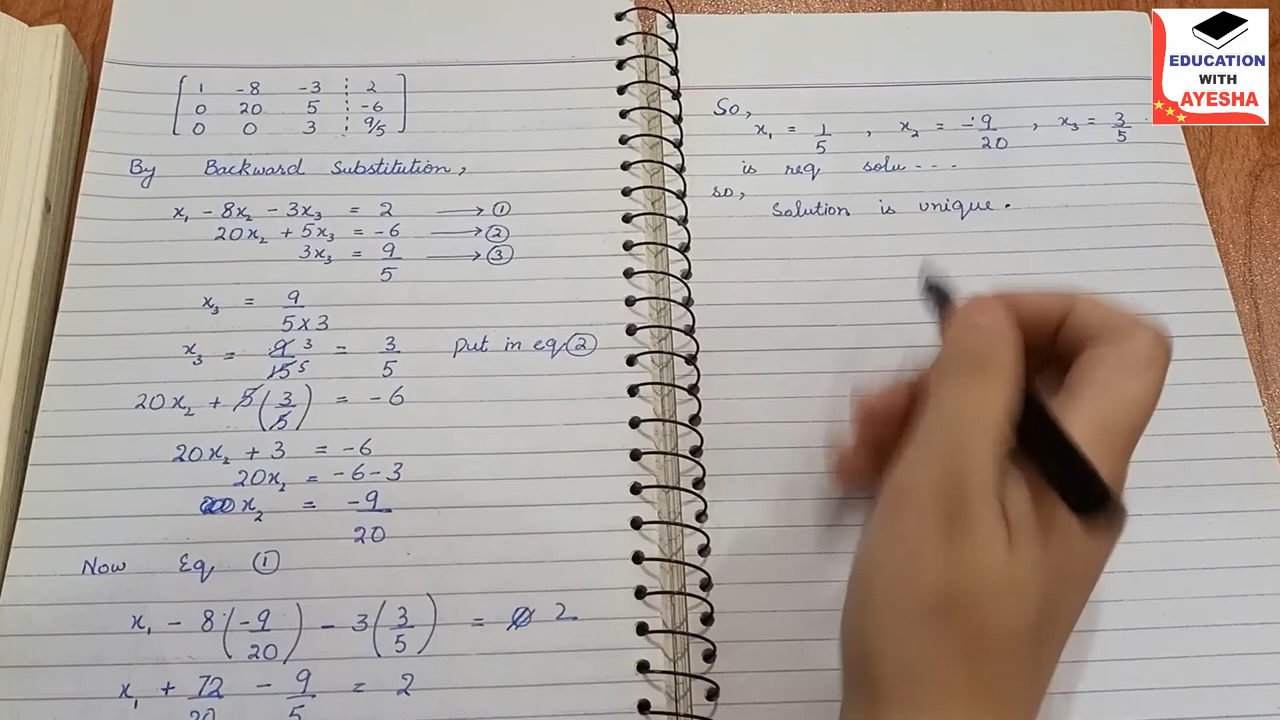 1 -8 -3 2
0 20 5 -6
0 0 3 9/5
By Backward Substitution,
x₁ - 8x₂ - 3x₃ = 2 → ①
20x₂ + 5x₃ = -6 → ②
3x₃ = 9/5 → ③
x₃ = 9/5×3
x₃ = 9 3/15 5 = 3/5 put in eq ②
20x₂ + 5(3/5) = -6
20x₂ + 3 = -6
20x₂ = -6-3
x₂ = -9/20
Now Eq ①
x₁ - 8(-9/20) - 3(3/5) = 2
x₁ + 72/20 - 9/5 = 2
So,
x₁ = 1/5 , x₂ = -9/20 , x₃ = 3/5
is req solu ---
so,
Solution is unique.
EDUCATION
WITH
AYESHA